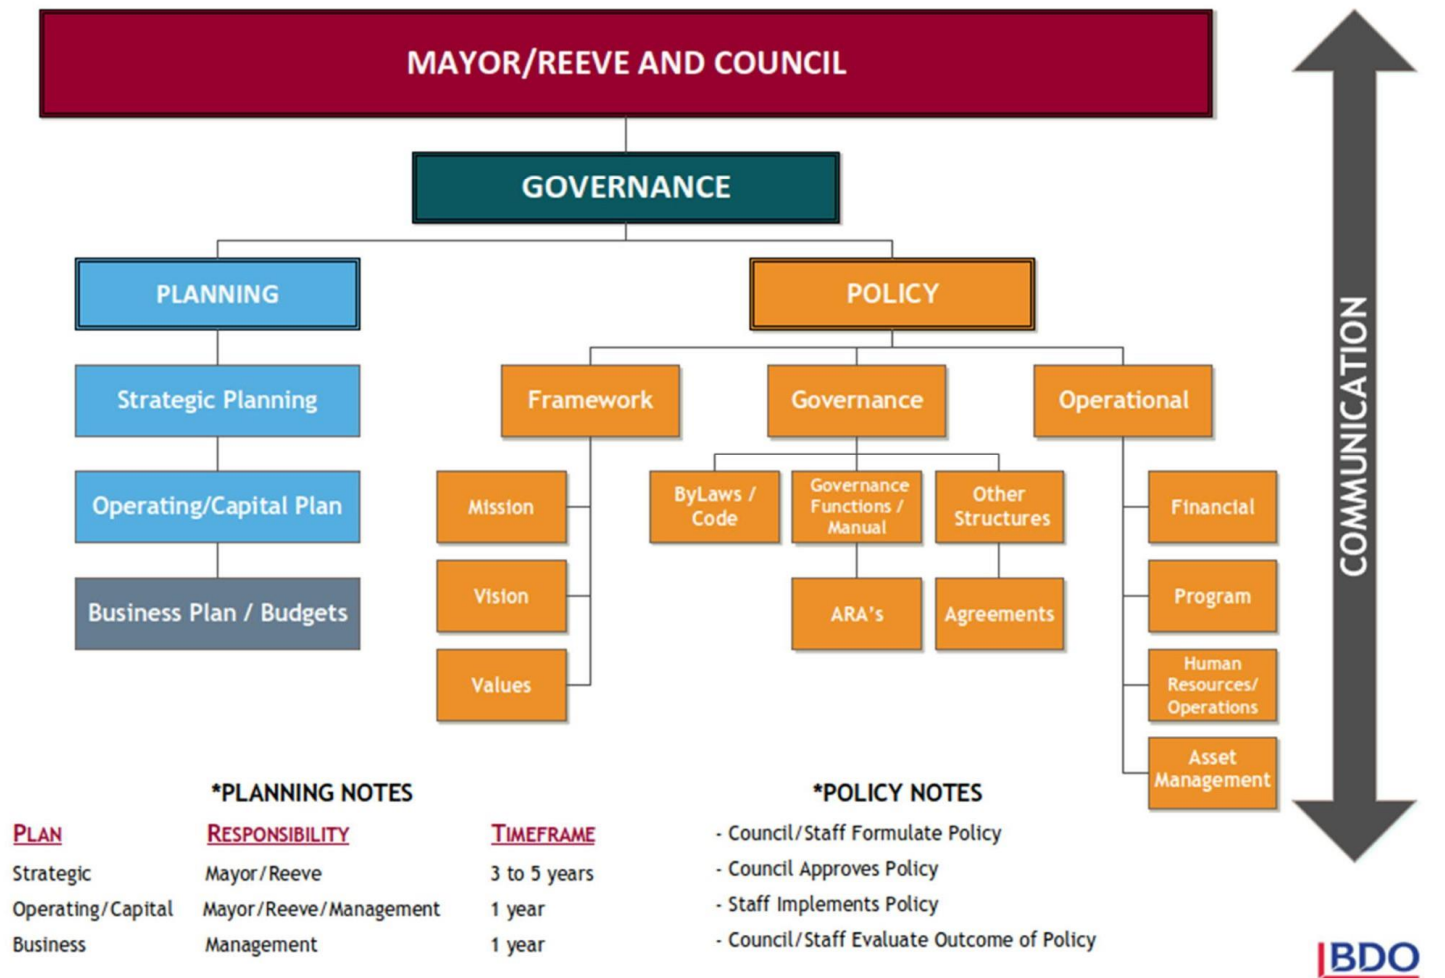 MAYOR/REEVE AND COUNCIL
GOVERNANCE
PLANNING
POLICY
Strategic Planning
Framework
Governance
Operational
Operating/Capital Plan
Mission
ByLaws /
Code
Governance
Functions /
Manual
Other
Structures
Financial
Business Plan / Budgets
Vision
ARA's
Agreements
Program
Values
Human
Resources/
Operations
Asset
Management
COMMUNICATION
*PLANNING NOTES
PLAN RESPONSIBILITY TIMEFRAME
Strategic Mayor/Reeve 3 to 5 years
Operating/Capital Mayor/Reeve/Management 1 year
Business Management 1 year
*POLICY NOTES
- Council/Staff Formulate Policy
- Council Approves Policy
- Staff Implements Policy
- Council/Staff Evaluate Outcome of Policy
BDO